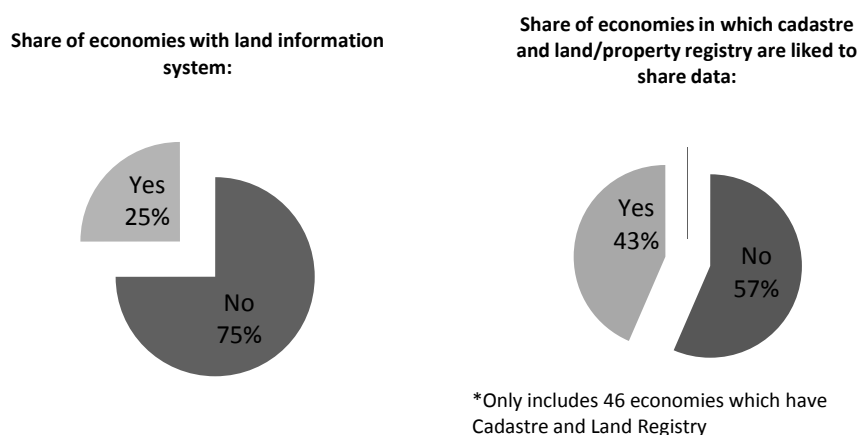 Share of economies with land information
system:
Yes
25%
No
75%
Share of economies in which cadastre
and land/property registry are liked to
share data:
Yes
43%
No
57%
*Only includes 46 economies which have
Cadastre and Land Registry